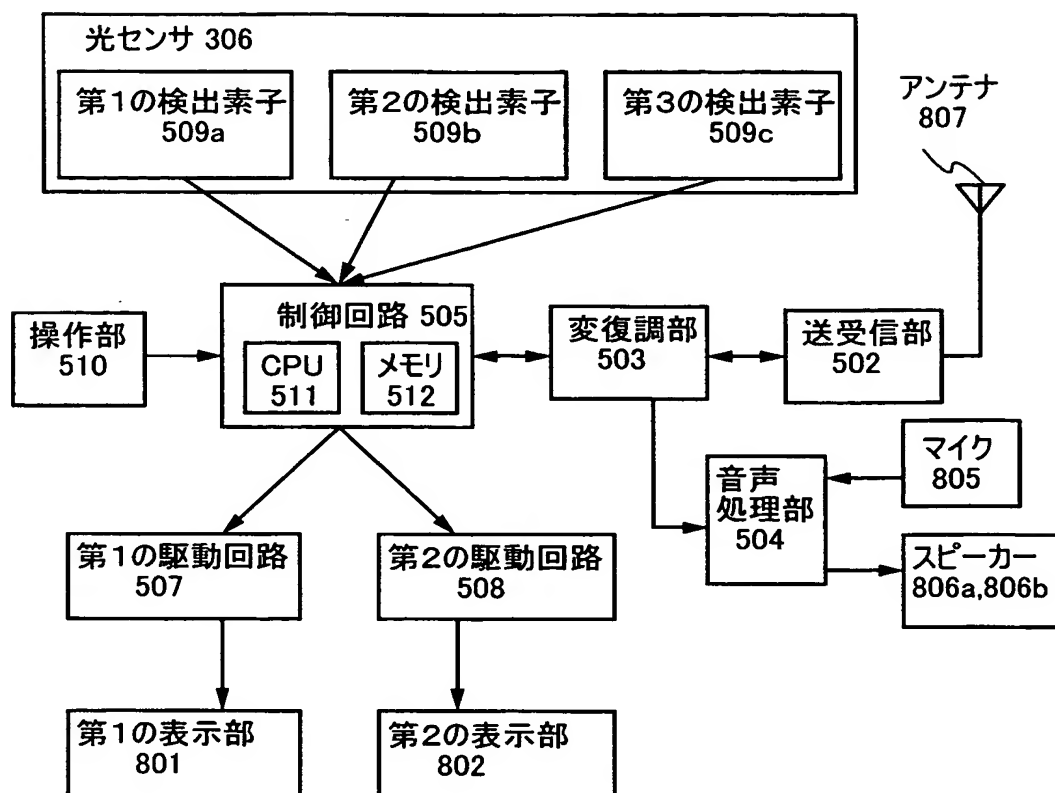 光センサ 306
第1の検出素子
509a
第2の検出素子
509b
第3の検出素子
509c
アンテナ
807
操作部
510
制御回路 505
CPU
511
メモリ
512
変復調部
503
送受信部
502
マイク
805
音声
処理部
504
スピーカー
806a,806b
第1の駆動回路
507
第2の駆動回路
508
第1の表示部
801
第2の表示部
802